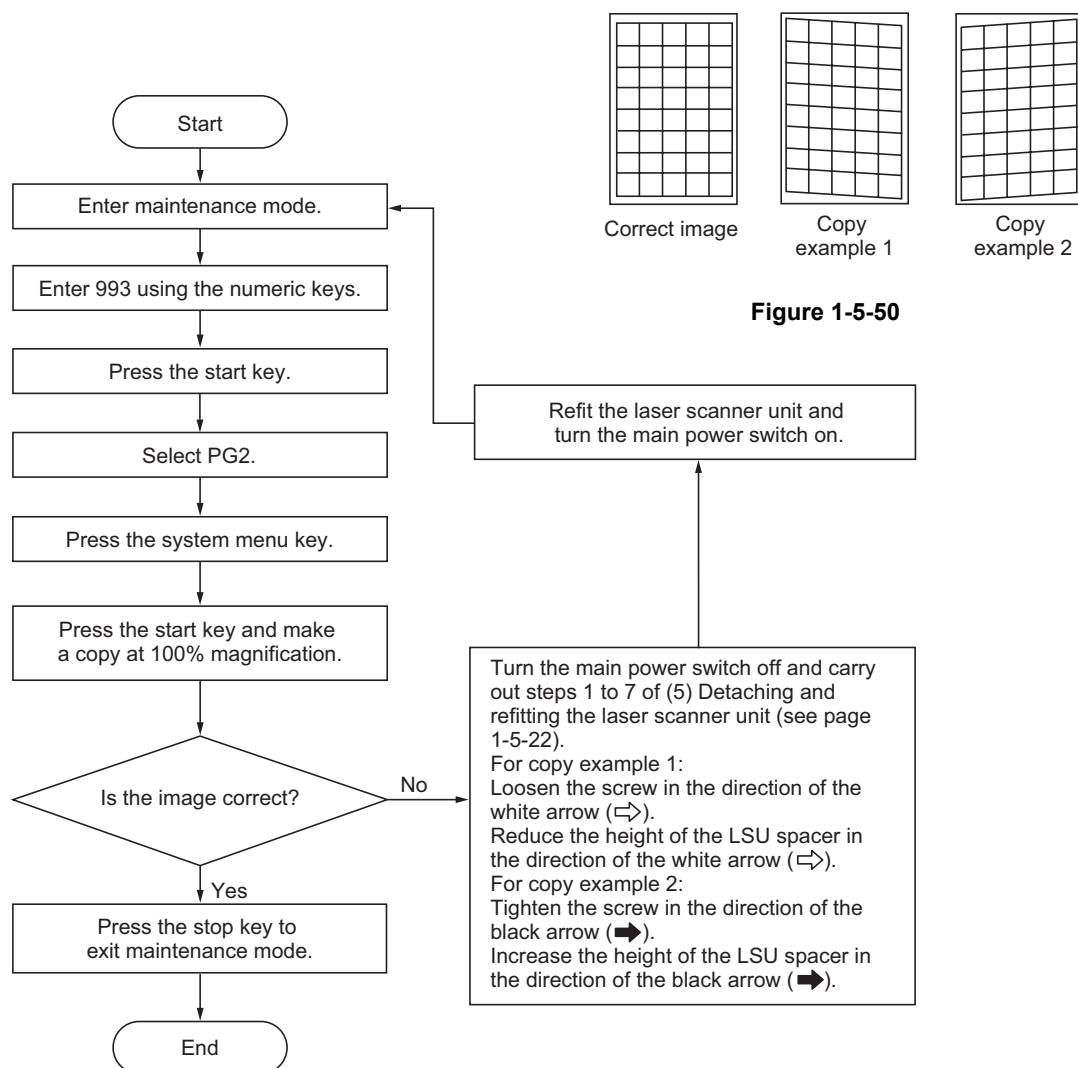 Start
Enter maintenance mode.
Enter 993 using the numeric keys.
Press the start key.
Select PG2.
Press the system menu key.
Press the start key and make
a copy at 100% magnification.
Is the image correct?
No
Yes
Press the stop key to
exit maintenance mode.
End
Correct image
Copy
example 1
Copy
example 2
Figure 1-5-50
Refit the laser scanner unit and
turn the main power switch on.
Turn the main power switch off and carry
out steps 1 to 7 of (5) Detaching and
refitting the laser scanner unit (see page
1-5-22).
For copy example 1:
Loosen the screw in the direction of the
white arrow (⇨).
Reduce the height of the LSU spacer in
the direction of the white arrow (⇨).
For copy example 2:
Tighten the screw in the direction of the
black arrow (➡).
Increase the height of the LSU spacer in
the direction of the black arrow (➡).